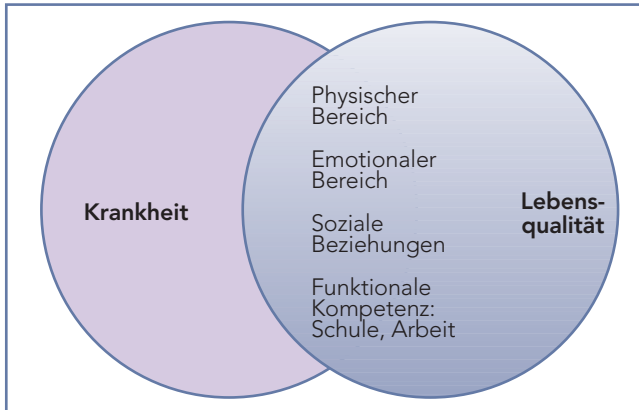 Physischer
Bereich
Emotionaler
Bereich
Krankheit
Soziale
Beziehungen
Lebens-
qualität
Funktionale
Kompetenz:
Schule, Arbeit